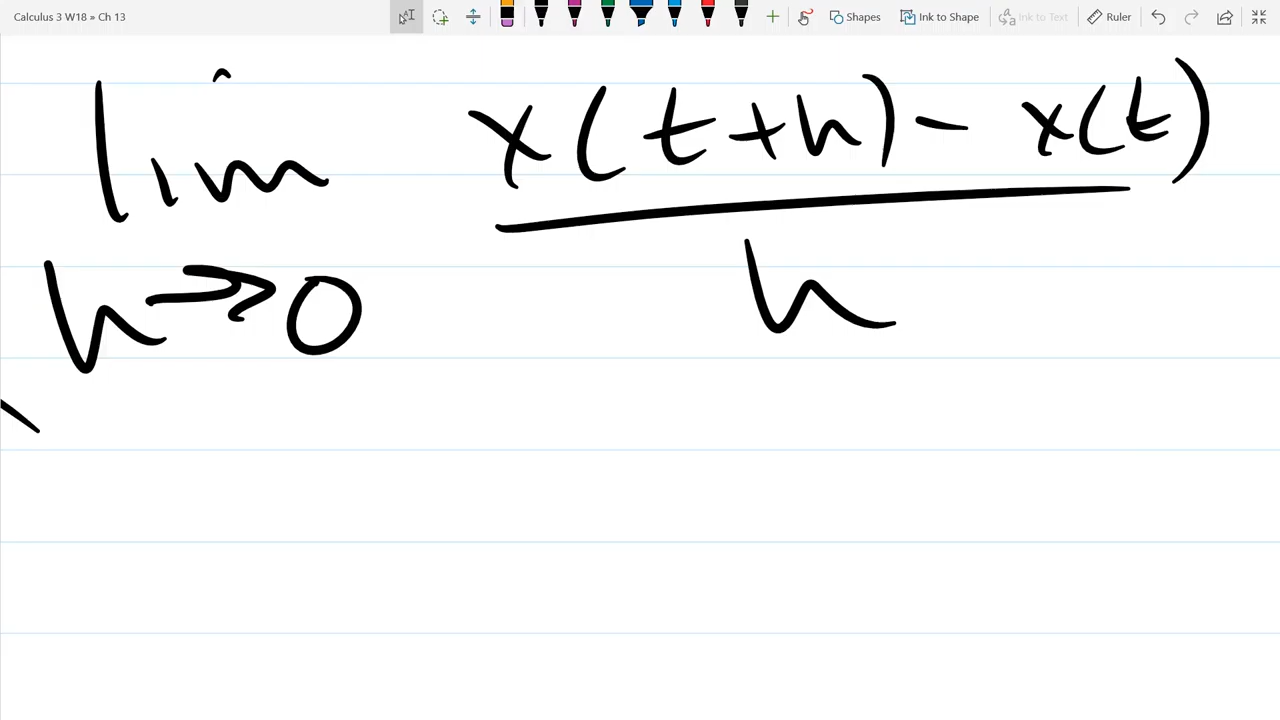 Calculus 3 W18 » Ch 13 Shapes Ink to Shape Ink to Text Ruler
lim x(t+h) - x(t)
h→0 h